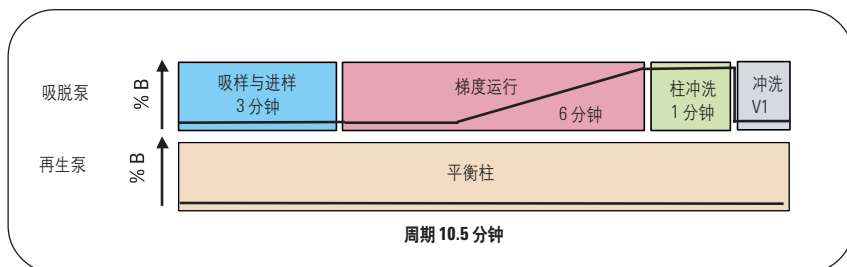 吸脱泵
% B
吸样与进样
3 分钟
梯度运行
6 分钟
柱冲洗
1 分钟
冲洗
V1
再生泵
% B
平衡柱
周期 10.5 分钟